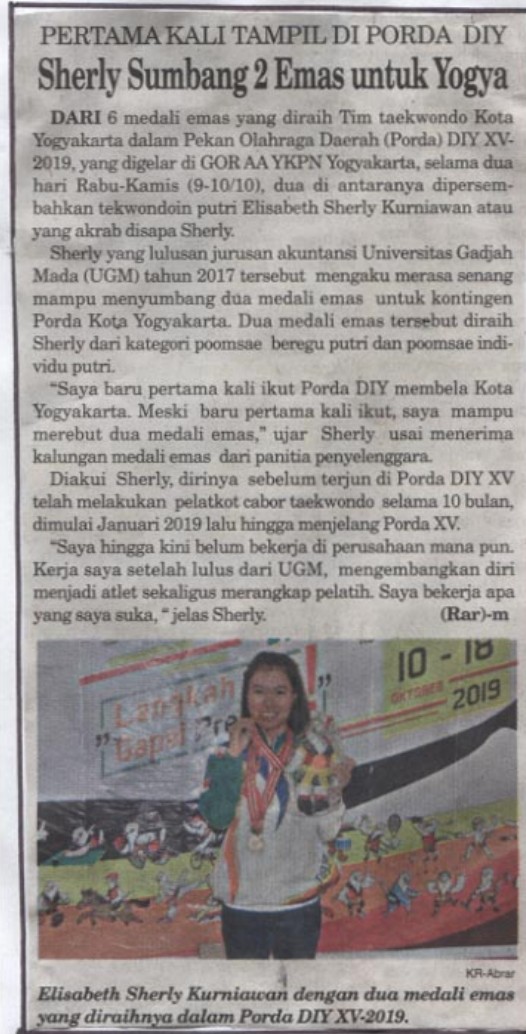 PERTAMA KALI TAMPIL DI PORDA DIY
Sherly Sumbang 2 Emas untuk Yogya
DARI 6 medali emas yang diraih Tim taekwondo Kota
Yogyakarta dalam Pekan Olahraga Daerah (Porda) DIY XV-
2019, yang digelar di GOR AA YKPN Yogyakarta, selama dua
hari Rabu-Kamis (9-10/10), dua di antaranya dipersem-
bahkan tekwondoin putri Elisabeth Sherly Kurniawan atau
yang akrab disapa Sherly.
Sherly yang lulusan jurusan akuntansi Universitas Gadjah
Mada (UGM) tahun 2017 tersebut mengaku merasa senang
mampu menyumbang dua medali emas untuk kontingen
Porda Kota Yogyakarta. Dua medali emas tersebut diraih
Sherly dari kategori poomsae beregu putri dan poomsae indi-
vidu putri.
"Saya baru pertama kali ikut Porda DIY membela Kota
Yogyakarta. Meski baru pertama kali ikut, saya mampu
merebut dua medali emas," ujar Sherly usai menerima
kalungan medali emas dari panitia penyelenggara.
Diakui Sherly, dirinya sebelum terjun di Porda DIY XV
telah melakukan pelatkot cabor taekwondo selama 10 bulan,
dimulai Januari 2019 lalu hingga menjelang Porda XV.
"Saya hingga kini belum bekerja di perusahaan mana pun.
Kerja saya setelah lulus dari UGM, mengembangkan diri
menjadi atlet sekaligus merangkap pelatih. Saya bekerja apa
yang saya suka, " jelas Sherly. (Rar)-m
10 - 18
OKTOBER
2019
Langkah
"Gapai Pre
"
KR-Abrar
Elisabeth Sherly Kurniawan dengan dua medali emas
yang diraihnya dalam Porda DIY XV-2019.